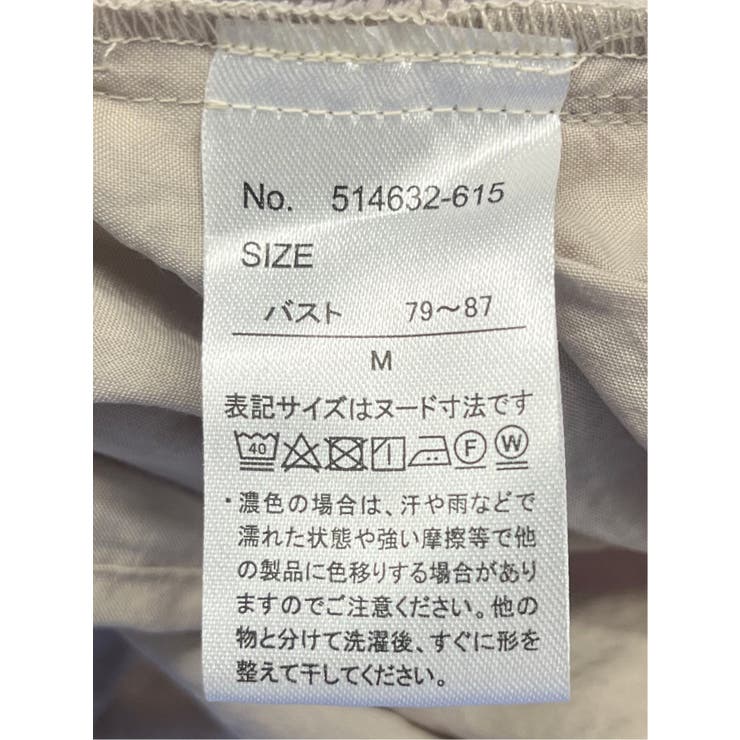 No. 514632-615
SIZE
バスト 79～87
M
表記サイズはヌード寸法です
40 F W
・濃色の場合は、汗や雨などで
濡れた状態や強い摩擦等で他
の製品に色移りする場合があり
ますのでご注意ください。他の
物と分けて洗濯後、すぐに形を
整えて干してください。